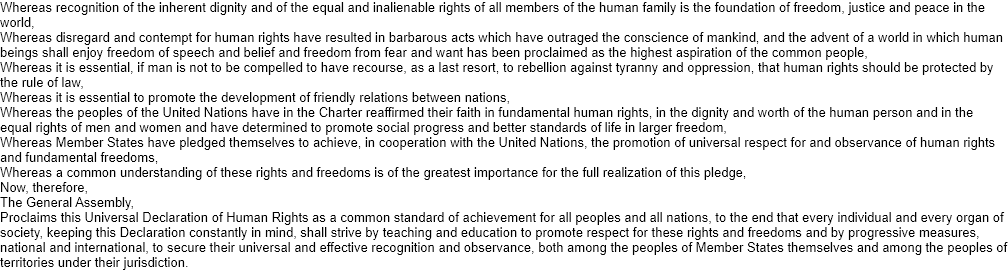 Whereas recognition of the inherent dignity and of the equal and inalienable rights of all members of the human family is the foundation of freedom, justice and peace in the
world,
Whereas disregard and contempt for human rights have resulted in barbarous acts which have outraged the conscience of mankind, and the advent of a world in which human
beings shall enjoy freedom of speech and belief and freedom from fear and want has been proclaimed as the highest aspiration of the common people,
Whereas it is essential, if man is not to be compelled to have recourse, as a last resort, to rebellion against tyranny and oppression, that human rights should be protected by
the rule of law,
Whereas it is essential to promote the development of friendly relations between nations,
Whereas the peoples of the United Nations have in the Charter reaffirmed their faith in fundamental human rights, in the dignity and worth of the human person and in the
equal rights of men and women and have determined to promote social progress and better standards of life in larger freedom,
Whereas Member States have pledged themselves to achieve, in cooperation with the United Nations, the promotion of universal respect for and observance of human rights
and fundamental freedoms,
Whereas a common understanding of these rights and freedoms is of the greatest importance for the full realization of this pledge,
Now, therefore,
The General Assembly,
Proclaims this Universal Declaration of Human Rights as a common standard of achievement for all peoples and all nations, to the end that every individual and every organ of
society, keeping this Declaration constantly in mind, shall strive by teaching and education to promote respect for these rights and freedoms and by progressive measures,
national and international, to secure their universal and effective recognition and observance, both among the peoples of Member States themselves and among the peoples of
territories under their jurisdiction.